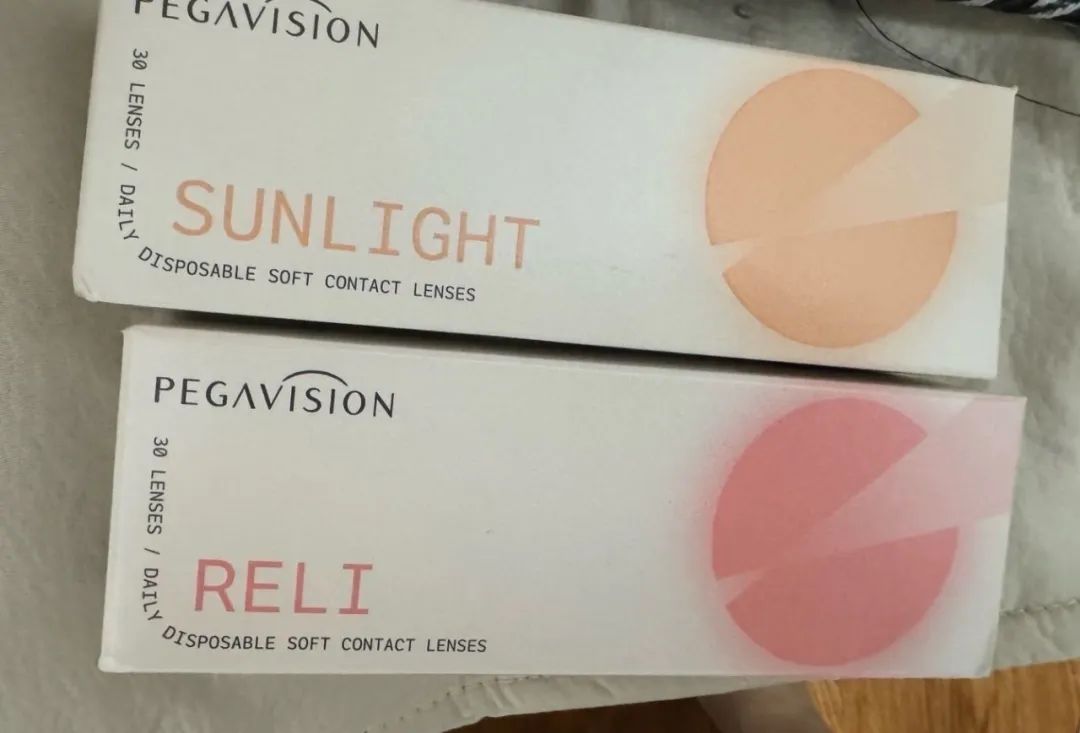 PEGAVISION
30 LENSES / DAILY DISPOSABLE SOFT CONTACT LENSES
SUNLIGHT
PEGAVISION
30 LENSES / DAILY DISPOSABLE SOFT CONTACT LENSES
RELI